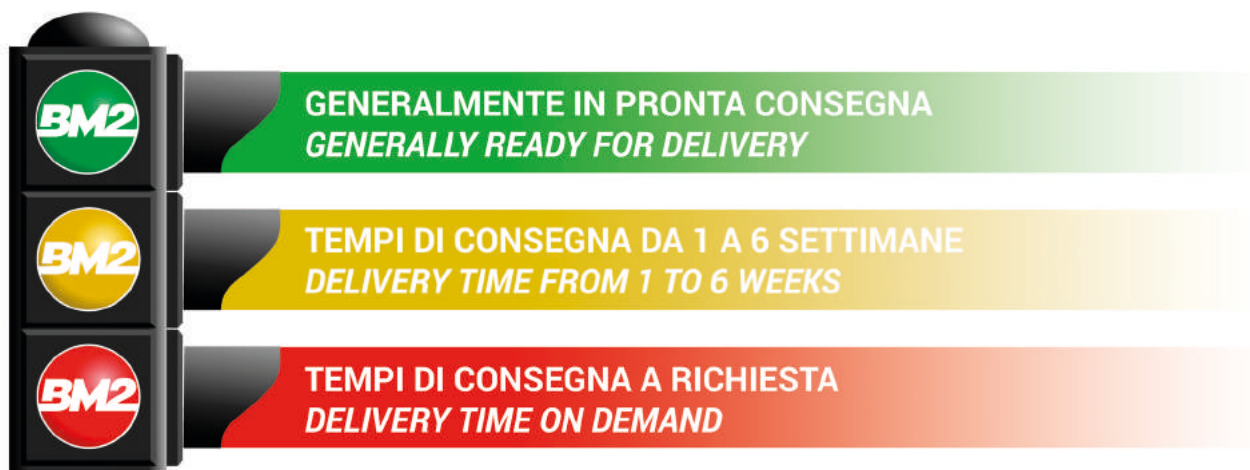 BM2
GENERALMENTE IN PRONTA CONSEGNA
GENERALLY READY FOR DELIVERY
BM2
TEMPI DI CONSEGNA DA 1 A 6 SETTIMANE
DELIVERY TIME FROM 1 TO 6 WEEKS
BM2
TEMPI DI CONSEGNA A RICHIESTA
DELIVERY TIME ON DEMAND